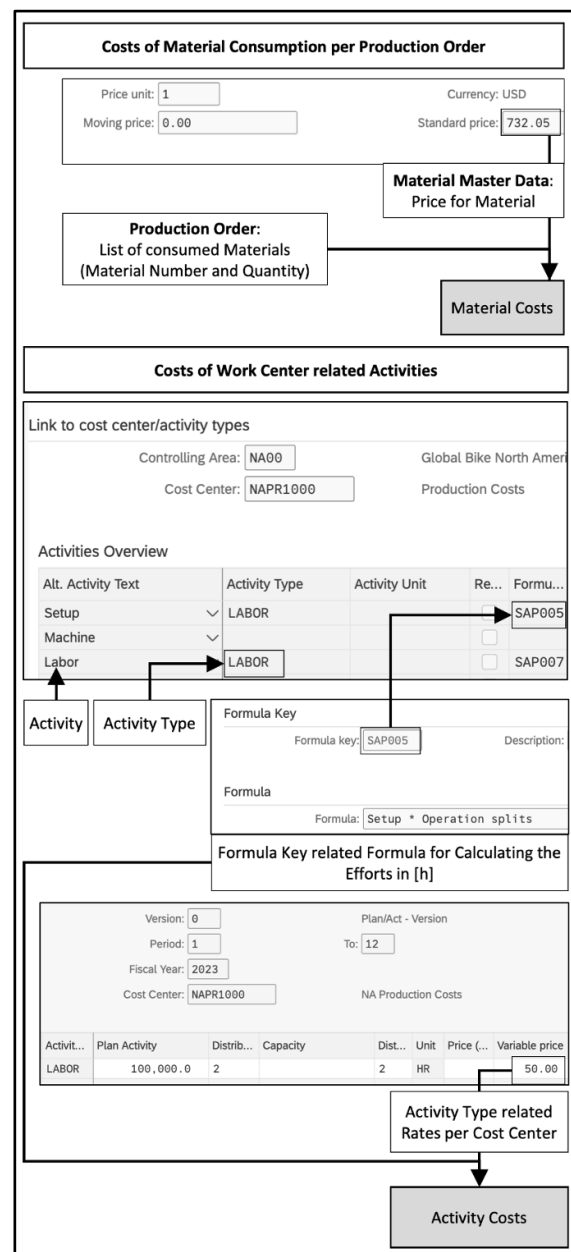 Costs of Material Consumption per Production Order
Price unit: 1 Currency: USD
Moving price: 0.00 Standard price: 732.05
Material Master Data:
Price for Material
Production Order:
List of consumed Materials
(Material Number and Quantity)
Material Costs
Costs of Work Center related Activities
Link to cost center/activity types
Controlling Area: NA00 Global Bike North Ameri
Cost Center: NAPR1000 Production Costs
Activities Overview
Alt. Activity Text Activity Type Activity Unit Re... Formu...
Setup LABOR SAP005
Machine
Labor LABOR SAP007
Activity Activity Type
Formula Key
Formula key: SAP005 Description:
Formula
Formula: Setup * Operation splits
Formula Key related Formula for Calculating the
Efforts in [h]
Version: 0 Plan/Act - Version
Period: 1 To: 12
Fiscal Year: 2023
Cost Center: NAPR1000 NA Production Costs
Activit... Plan Activity Distrib... Capacity Dist... Unit Price (... Variable price
LABOR 100,000.0 2 2 HR 50.00
Activity Type related
Rates per Cost Center
Activity Costs